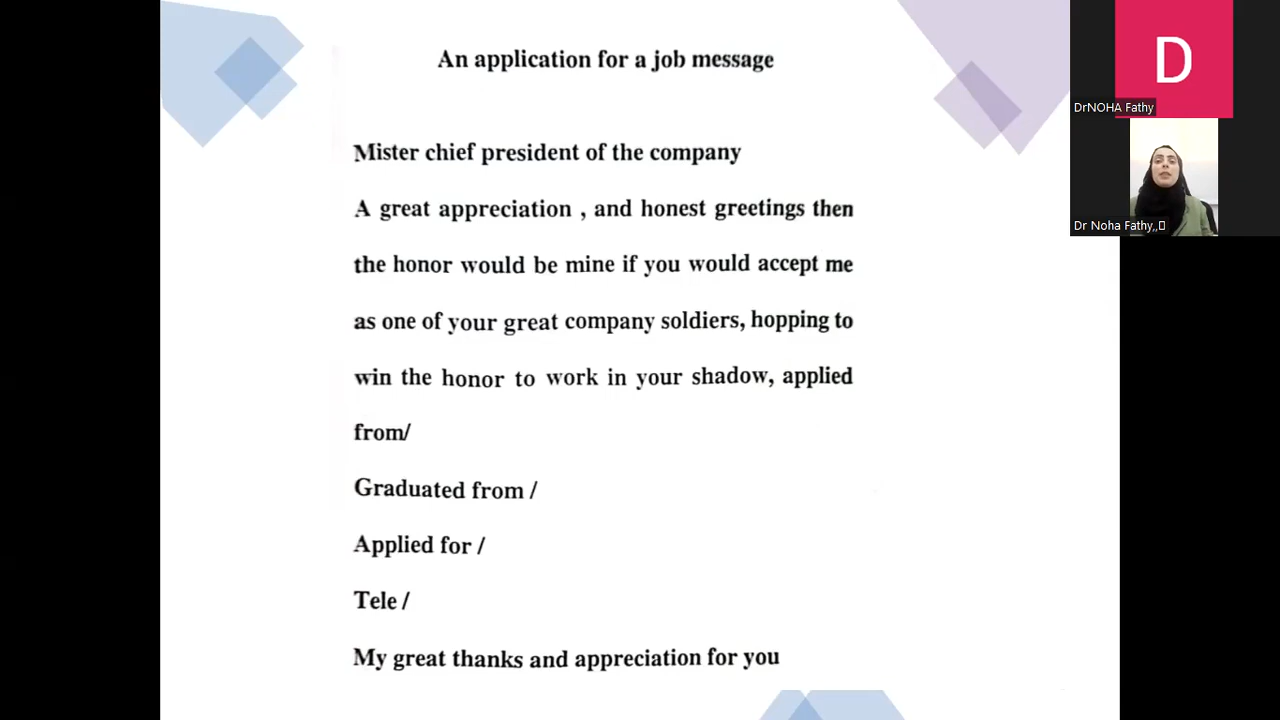 An application for a job message
Mister chief president of the company
A great appreciation , and honest greetings then
the honor would be mine if you would accept me
as one of your great company soldiers, hopping to
win the honor to work in your shadow, applied
from/
Graduated from /
Applied for /
Tele /
My great thanks and appreciation for you
D
DrNOHA Fathy
Dr Noha Fathy,,